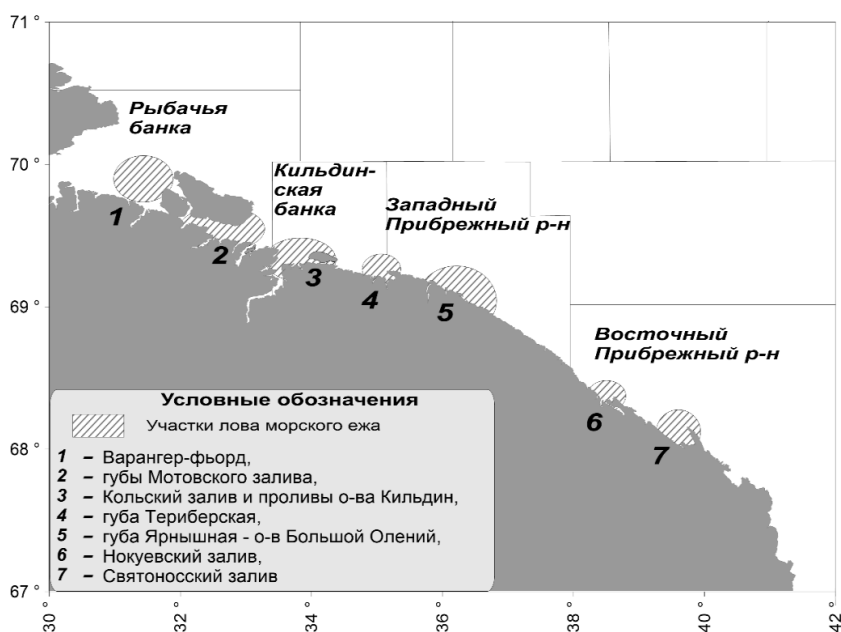 71 °
70 °
69 °
68 °
67 °
Рыбачья
банка
Кильдин-
ская
банка
Западный
Прибрежный р-н
Восточный
Прибрежный р-н
1
2
3
4
5
6
7
Условные обозначения
Участки лова морского ежа
1 – Варангер-фьорд,
2 – губы Мотовского залива,
3 – Кольский залив и проливы о-ва Кильдин,
4 – губа Териберская,
5 – губа Ярнышная - о-в Большой Олений,
6 – Нокуевский залив,
7 – Святоносский залив
30 °
32 °
34 °
36 °
38 °
40 °
42 °